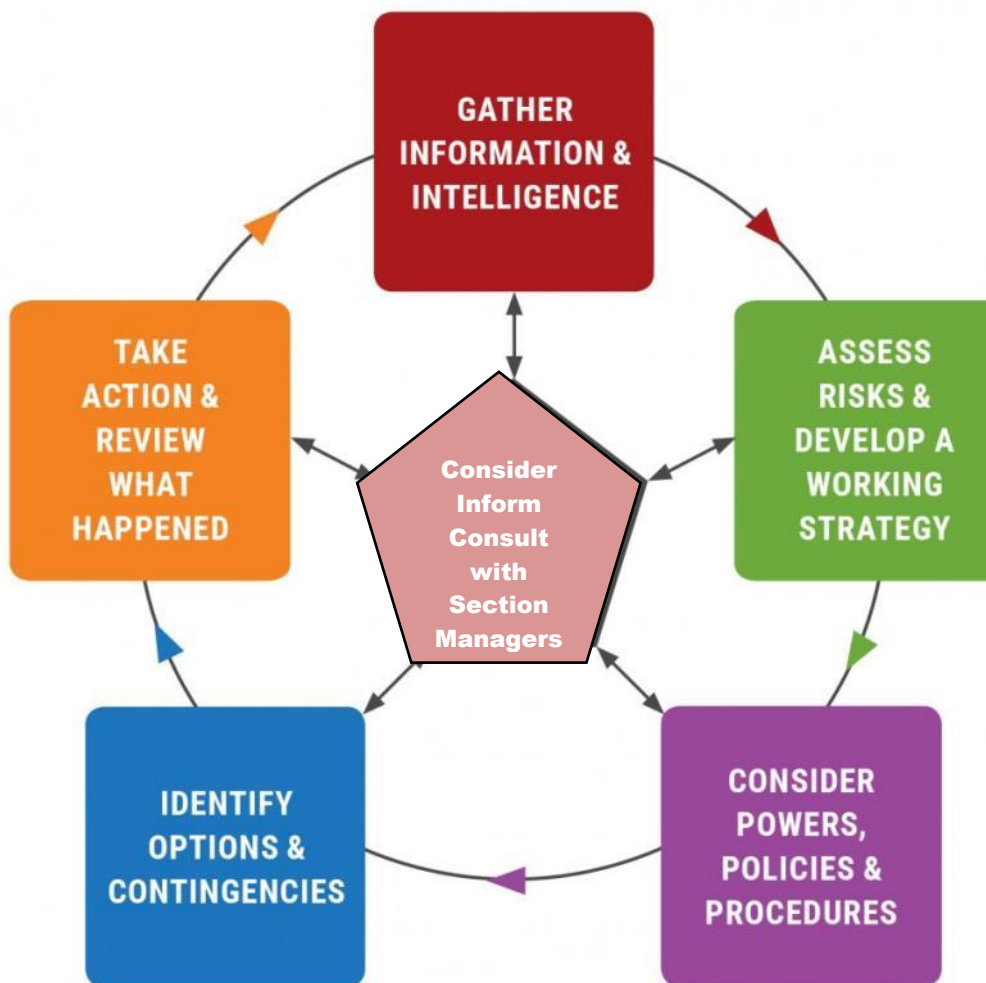 GATHER
INFORMATION &
INTELLIGENCE
ASSESS
RISKS &
DEVELOP A
WORKING
STRATEGY
CONSIDER
POWERS,
POLICIES &
PROCEDURES
IDENTIFY
OPTIONS &
CONTINGENCIES
TAKE
ACTION &
REVIEW
WHAT
HAPPENED
Consider
Inform
Consult
with
Section
Managers